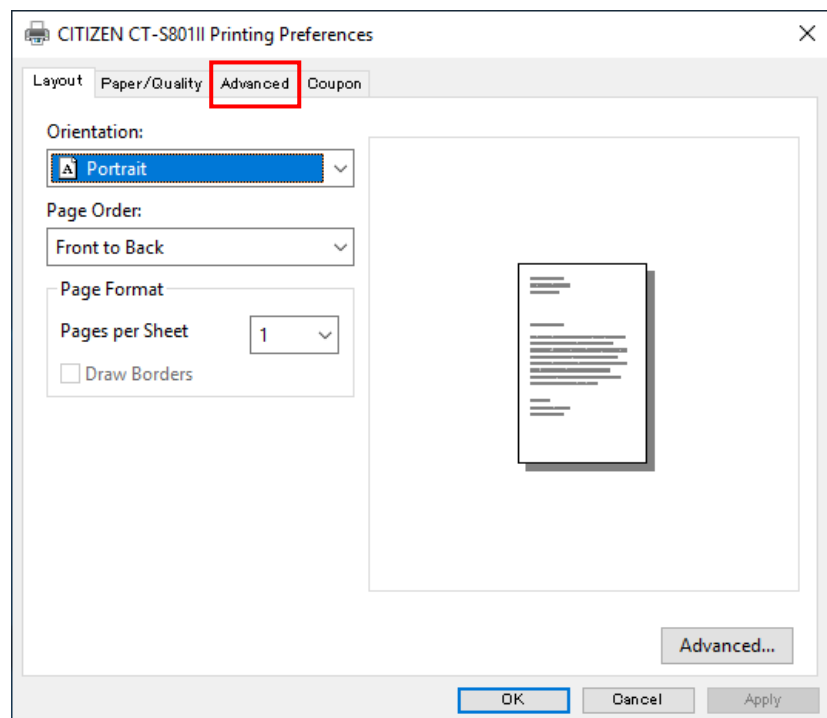 CITIZEN CT-S801II Printing Preferences
Layout Paper/Quality Advanced Coupon
Orientation:
A Portrait
Page Order:
Front to Back
Page Format
Pages per Sheet 1
Draw Borders
Advanced...
OK Cancel Apply